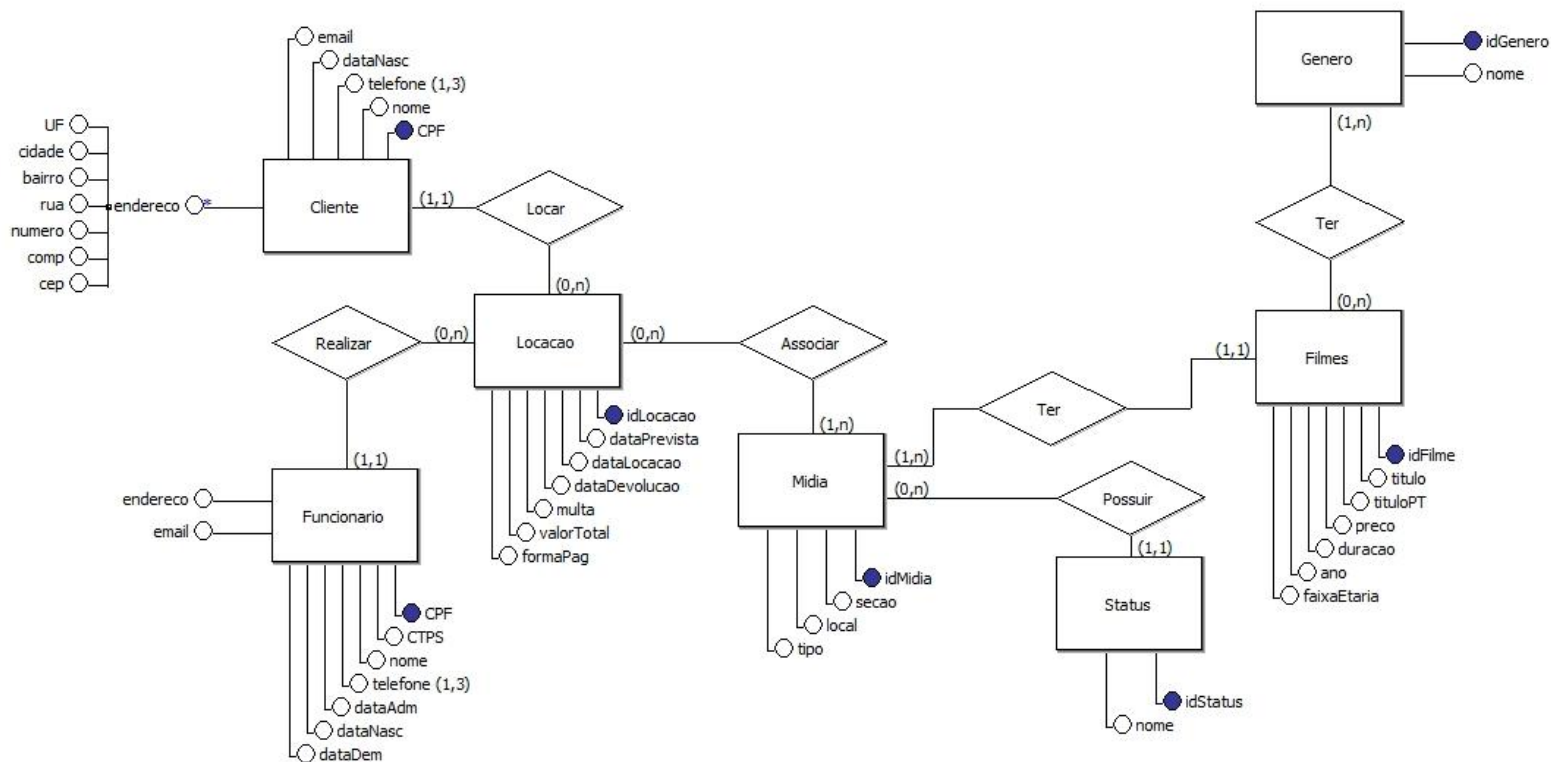 email
dataNasc
telefone (1,3)
nome
CPF
UF
cidade
bairro
rua
numero
comp
cep
endereco
*
Cliente
(1,1)
Locar
(0,n)
Genero
idGenero
nome
(1,n)
Ter
(0,n)
Realizar
(0,n)
Locacao
(0,n)
Associar
(1,1)
Filmes
Ter
idLocacao
dataPrevista
dataLocacao
dataDevolucao
multa
valorTotal
formaPag
(1,n)
Midia
(1,n)
(0,n)
Possuir
(1,1)
Status
idFilme
titulo
tituloPT
preco
duracao
ano
faixaEtaria
(1,1)
endereco
email
Funcionario
CPF
CTPS
nome
telefone (1,3)
dataAdm
dataNasc
dataDem
idMidia
secao
local
tipo
idStatus
nome